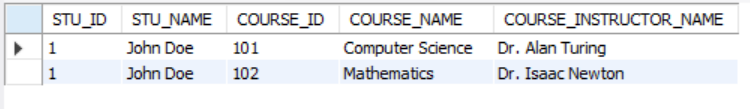 STU_ID STU_NAME COURSE_ID COURSE_NAME COURSE_INSTRUCTOR_NAME
1 John Doe 101 Computer Science Dr. Alan Turing
1 John Doe 102 Mathematics Dr. Isaac Newton